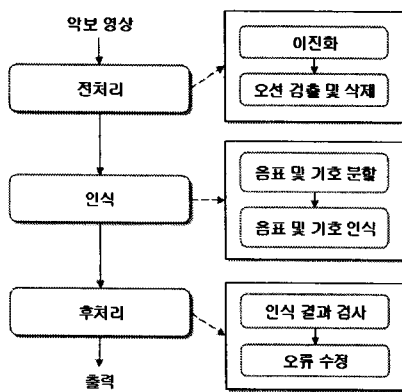 악보 영상
전처리
이진화
오선 검출 및 삭제
인식
음표 및 기호 분할
음표 및 기호 인식
후처리
인식 결과 검사
오류 수정
출력